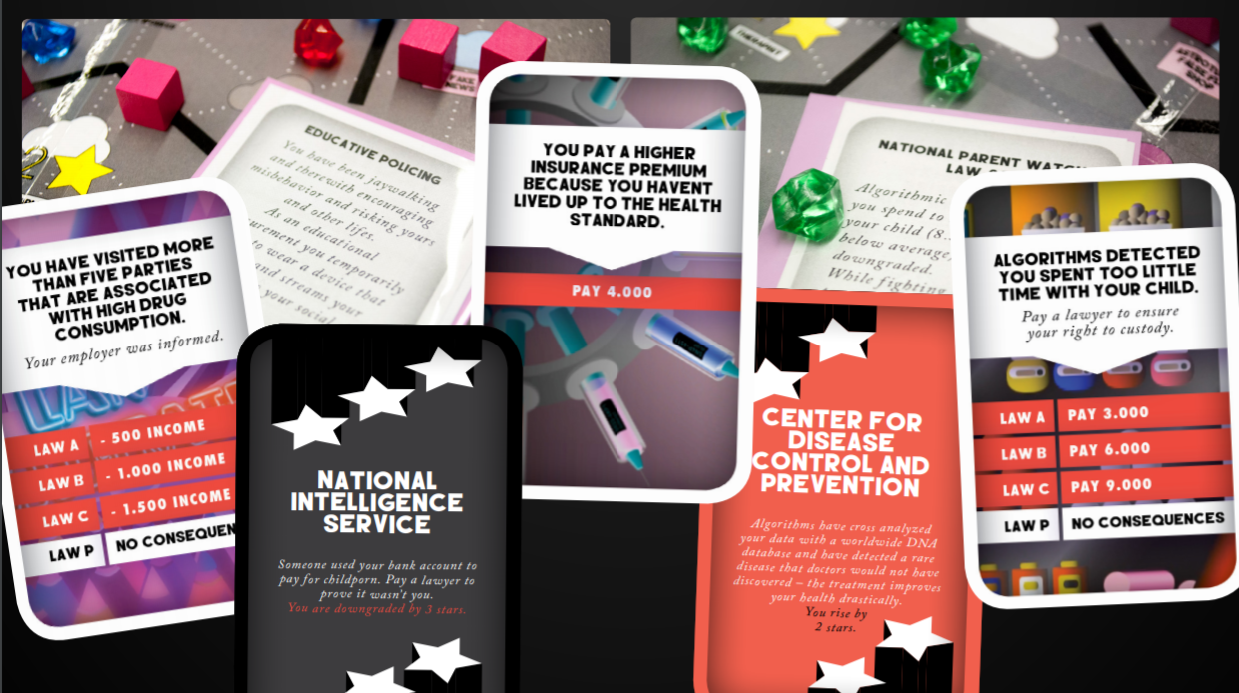 THERAPIST
FAKE
NEWS
2
EDUCATIVE POLICING
You have been jaywalking
and therewith encouraging
misbehavior and risking yours
and other lifes.
As an educational
urement you temporarily
to wear a device that
and streams your
your social
YOU PAY A HIGHER
INSURANCE PREMIUM
BECAUSE YOU HAVENT
LIVED UP TO THE HEALTH
STANDARD.
PAY 4.000
NATIONAL PARENT WATCH
LAW
Algorithmic
you spend to
your child (8.
below average,
downgraded.
While fighting
YOU HAVE VISITED MORE
THAN FIVE PARTIES
THAT ARE ASSOCIATED
WITH HIGH DRUG
CONSUMPTION.
Your employer was informed.
LAW A - 500 INCOME
LAW B - 1.000 INCOME
LAW C - 1.500 INCOME
LAW P NO CONSEQUEN
NATIONAL
INTELLIGENCE
SERVICE
Someone used your bank account to
pay for childporn. Pay a lawyer to
prove it wasn't you.
You are downgraded by 3 stars.
CENTER FOR
DISEASE
CONTROL AND
PREVENTION
Algorithms have cross analyzed
your data with a worldwide DNA
database and have detected a rare
disease that doctors would not have
discovered – the treatment improves
your health drastically.
You rise by
2 stars.
ALGORITHMS DETECTED
YOU SPENT TOO LITTLE
TIME WITH YOUR CHILD.
Pay a lawyer to ensure
your right to custody.
LAW A PAY 3.000
LAW B PAY 6.000
LAW C PAY 9.000
LAW P NO CONSEQUENCES